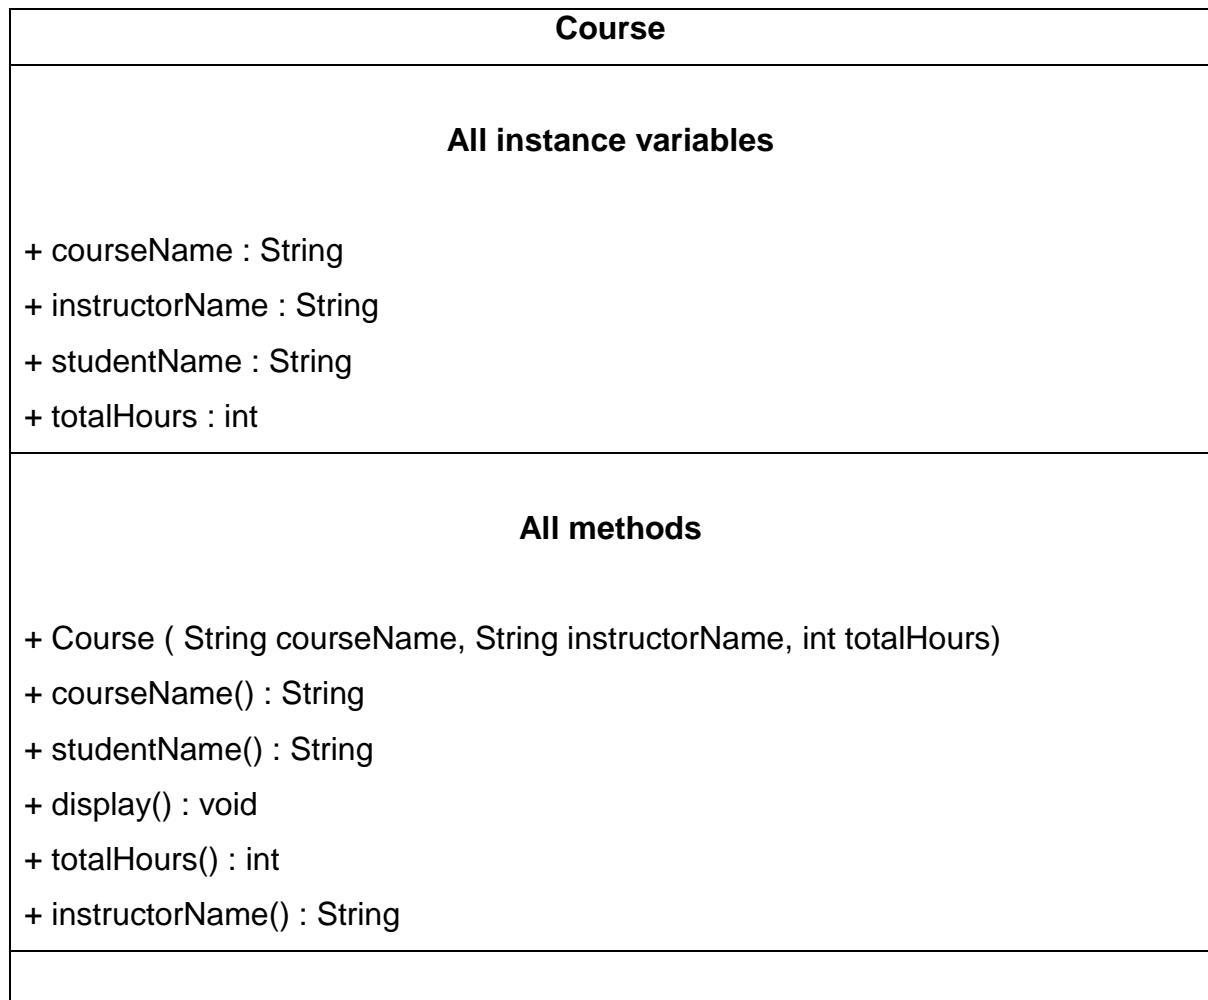 Course
All instance variables
+ courseName : String
+ instructorName : String
+ studentName : String
+ totalHours : int
All methods
+ Course ( String courseName, String instructorName, int totalHours)
+ courseName() : String
+ studentName() : String
+ display() : void
+ totalHours() : int
+ instructorName() : String